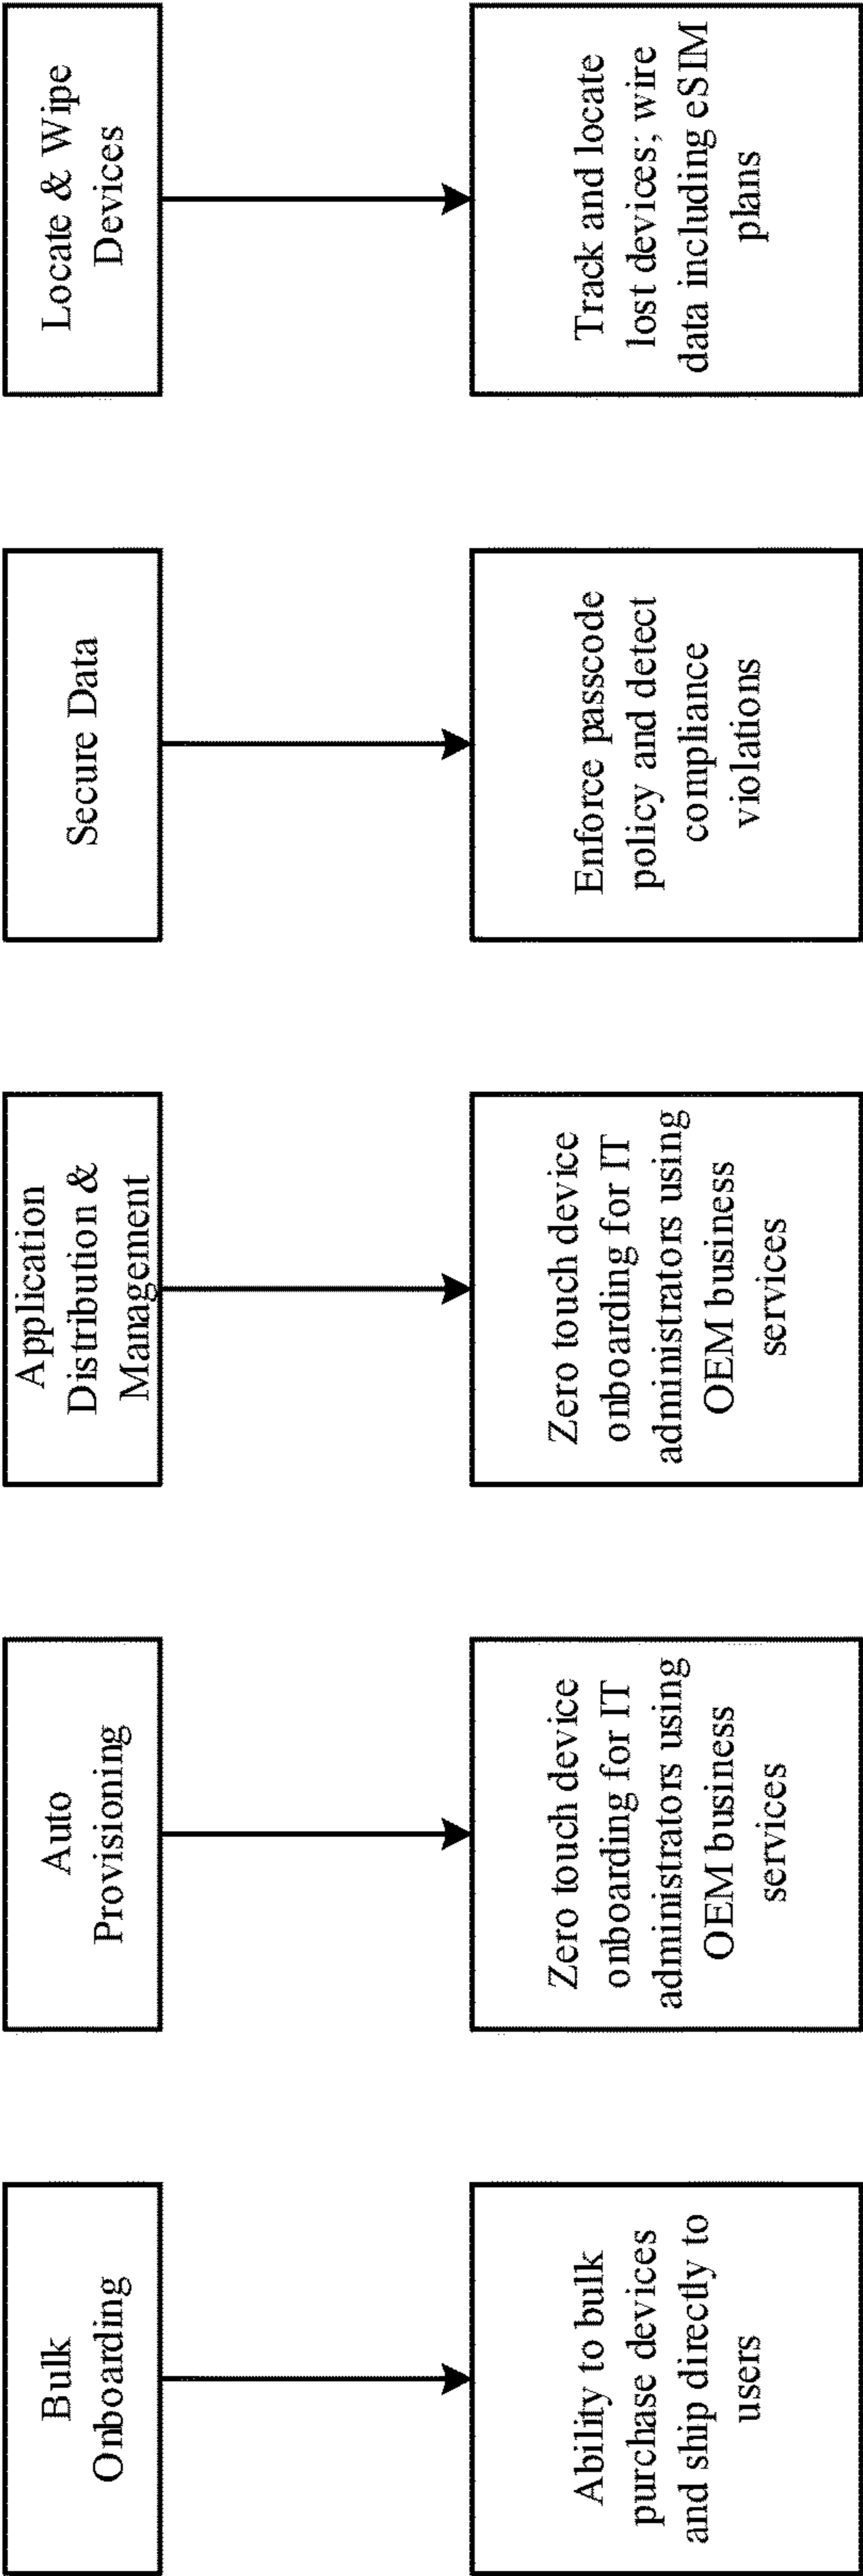 Bulk
Onboarding
Auto
Provisioning
Application
Distribution &
Management
Secure Data
Locate & Wipe
Devices
Ability to bulk
purchase devices
and ship directly to
users
Zero touch device
onboarding for IT
administrators using
OEM business
services
Zero touch device
onboarding for IT
administrators using
OEM business
services
Enforce passcode
policy and detect
compliance
violations
Track and locate
lost devices; wire
data including eSIM
plans